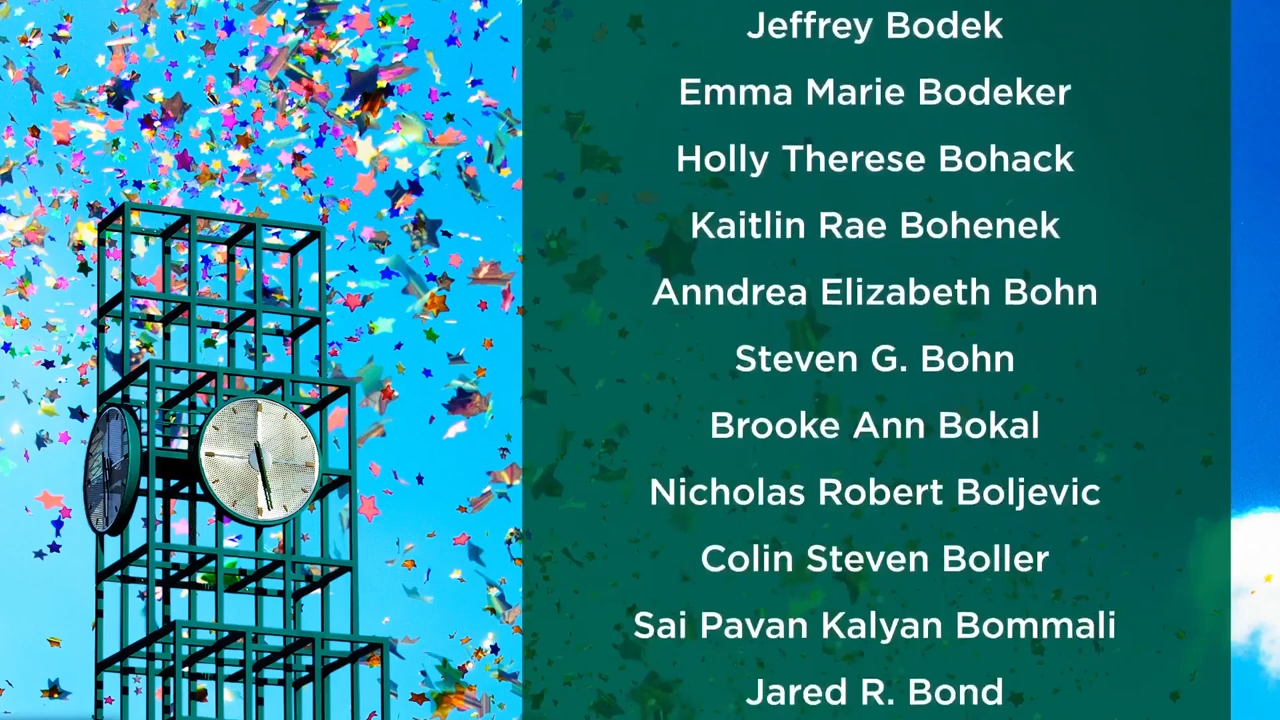 Jeffrey Bodek
Emma Marie Bodeker
Holly Therese Bohack
Kaitlin Rae Bohenek
Anndrea Elizabeth Bohn
Steven G. Bohn
Brooke Ann Bokal
Nicholas Robert Boljevic
Colin Steven Boller
Sai Pavan Kalyan Bommali
Jared R. Bond